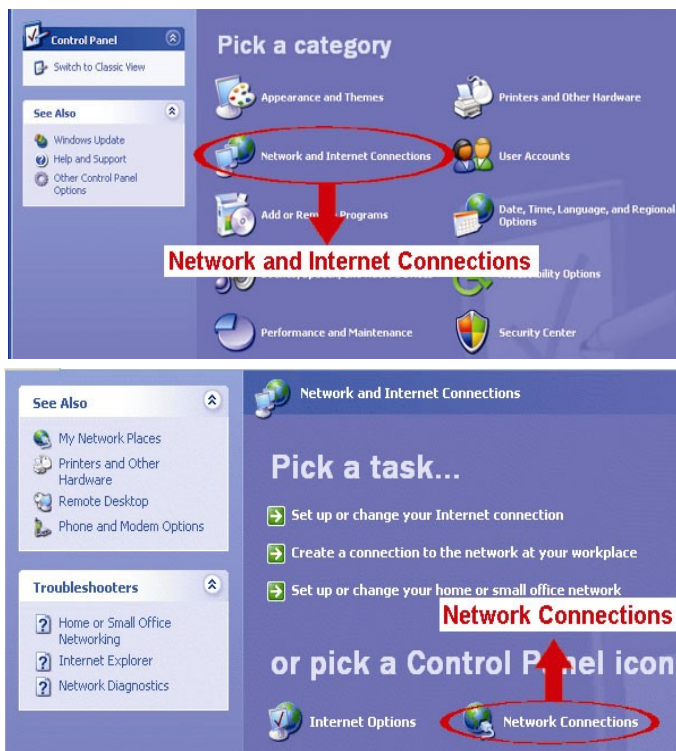 Control Panel
Switch to Classic View
See Also
Windows Update
Help and Support
Other Control Panel
Options
Pick a category
Appearance and Themes
Printers and Other Hardware
Network and Internet Connections
User Accounts
Add or Programs
Date, Time, Language, and Regional
Options
Network and Internet Connections
Options
Performance and Maintenance
Security Center
See Also
My Network Places
Printers and Other
Hardware
Remote Desktop
Phone and Modem Options
Troubleshooters
Home or Small Office
Networking
Internet Explorer
Network Diagnostics
Network and Internet Connections
Pick a task...
Set up or change your Internet connection
Create a connection to the network at your workplace
Set up or change your home or small office network
Network Connections
or pick a Control icon
Internet Options
Network Connections